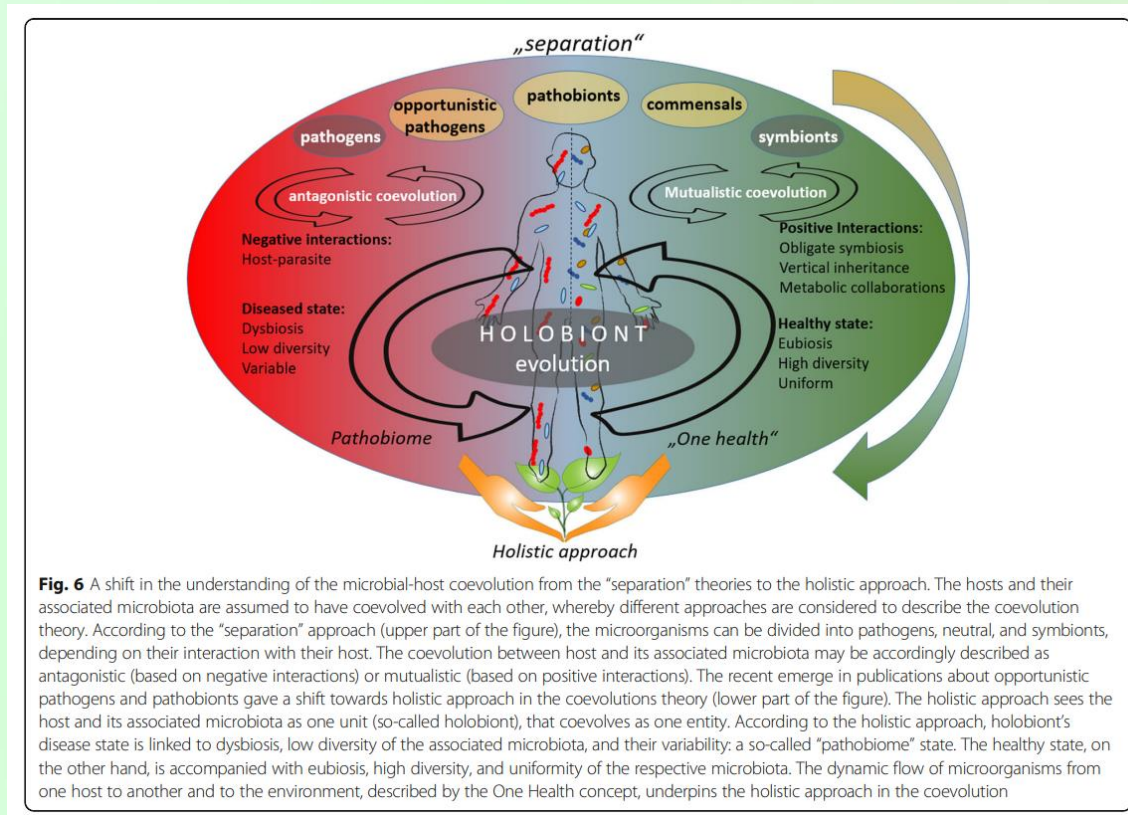 „separation“
pathobionts
opportunistic
pathogens
commensals
pathogens
symbionts
antagonistic coevolution
Mutualistic coevolution
Negative interactions:
Host-parasite
Positive Interactions:
Obligate symbiosis
Vertical inheritance
Metabolic collaborations
Diseased state:
Dysbiosis
Low diversity
Variable
Healthy state:
Eubiosis
High diversity
Uniform
HOLOBIONT
evolution
Pathobiome
„One health“
Holistic approach
Fig. 6 A shift in the understanding of the microbial-host coevolution from the “separation” theories to the holistic approach. The hosts and their
associated microbiota are assumed to have coevolved with each other, whereby different approaches are considered to describe the coevolution
theory. According to the “separation” approach (upper part of the figure), the microorganisms can be divided into pathogens, neutral, and symbionts,
depending on their interaction with their host. The coevolution between host and its associated microbiota may be accordingly described as
antagonistic (based on negative interactions) or mutualistic (based on positive interactions). The recent emerge in publications about opportunistic
pathogens and pathobionts gave a shift towards holistic approach in the coevolutions theory (lower part of the figure). The holistic approach sees the
host and its associated microbiota as one unit (so-called holobiont), that coevolves as one entity. According to the holistic approach, holobiont’s
disease state is linked to dysbiosis, low diversity of the associated microbiota, and their variability: a so-called “pathobiome” state. The healthy state, on
the other hand, is accompanied with eubiosis, high diversity, and uniformity of the respective microbiota. The dynamic flow of microorganisms from
one host to another and to the environment, described by the One Health concept, underpins the holistic approach in the coevolution